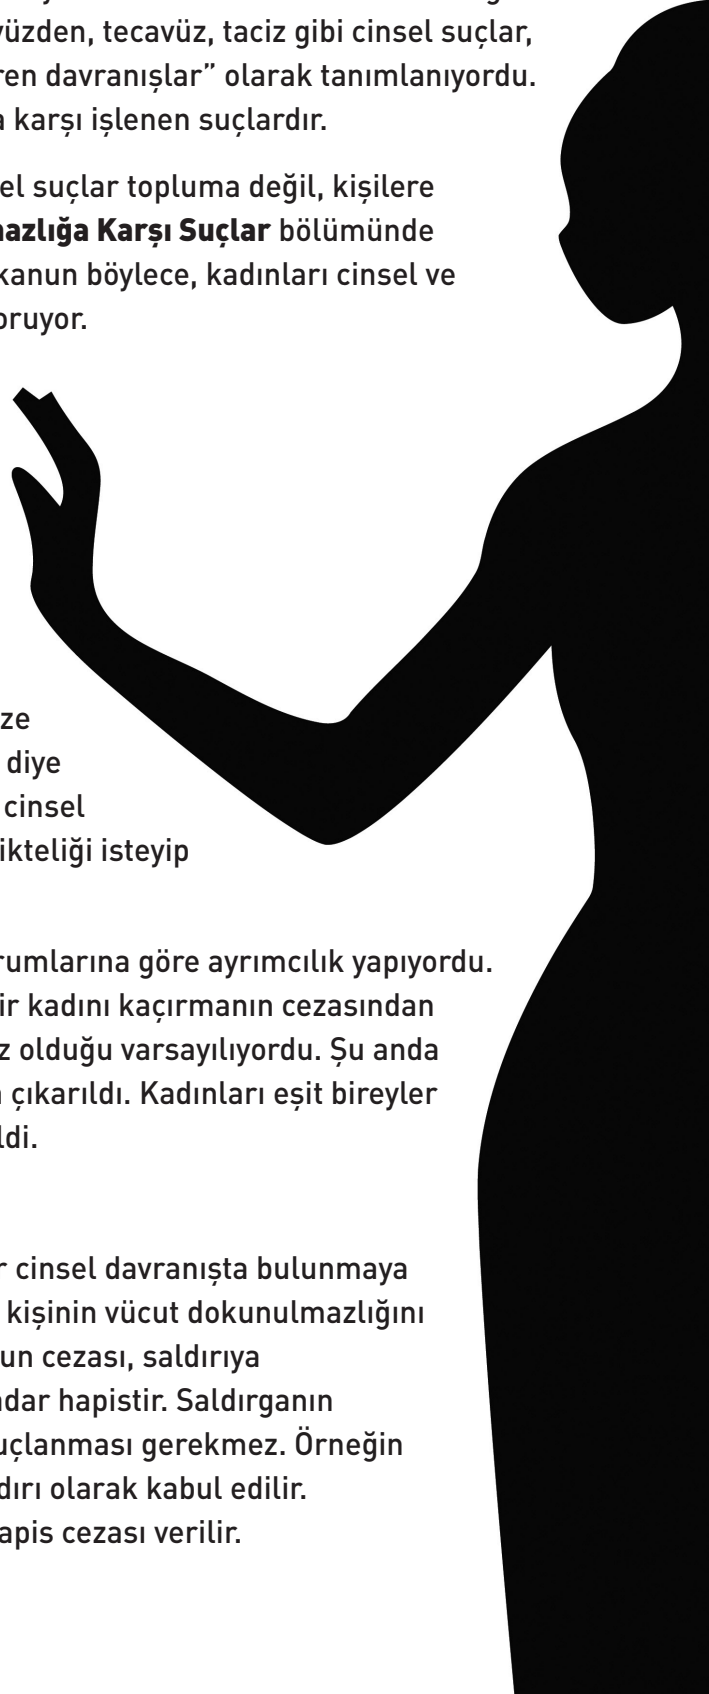 yüzden, tecavüz, taciz gibi cinsel suçlar,
ren davranışlar” olarak tanımlanıyordu.
a karşı işlenen suçlardır.
el suçlar topluma değil, kişilere
nazlığa Karşı Suçlar bölümünde
kanun böylece, kadınları cinsel ve
oruyor.
ze
diye
cinsel
ikteliği isteyip
rumlarına göre ayrımcılık yapıyordu.
ir kadını kaçırmanın cezasından
z olduğu varsayılıyordu. Şu anda
çıkarıldı. Kadınları eşit bireyler
ldi.
r cinsel davranışta bulunmaya
kişinin vücut dokunulmazlığını
un cezası, saldırıya
adar hapistir. Saldırganın
uçlanması gerekmez. Örneğin
dırı olarak kabul edilir.
apis cezası verilir.